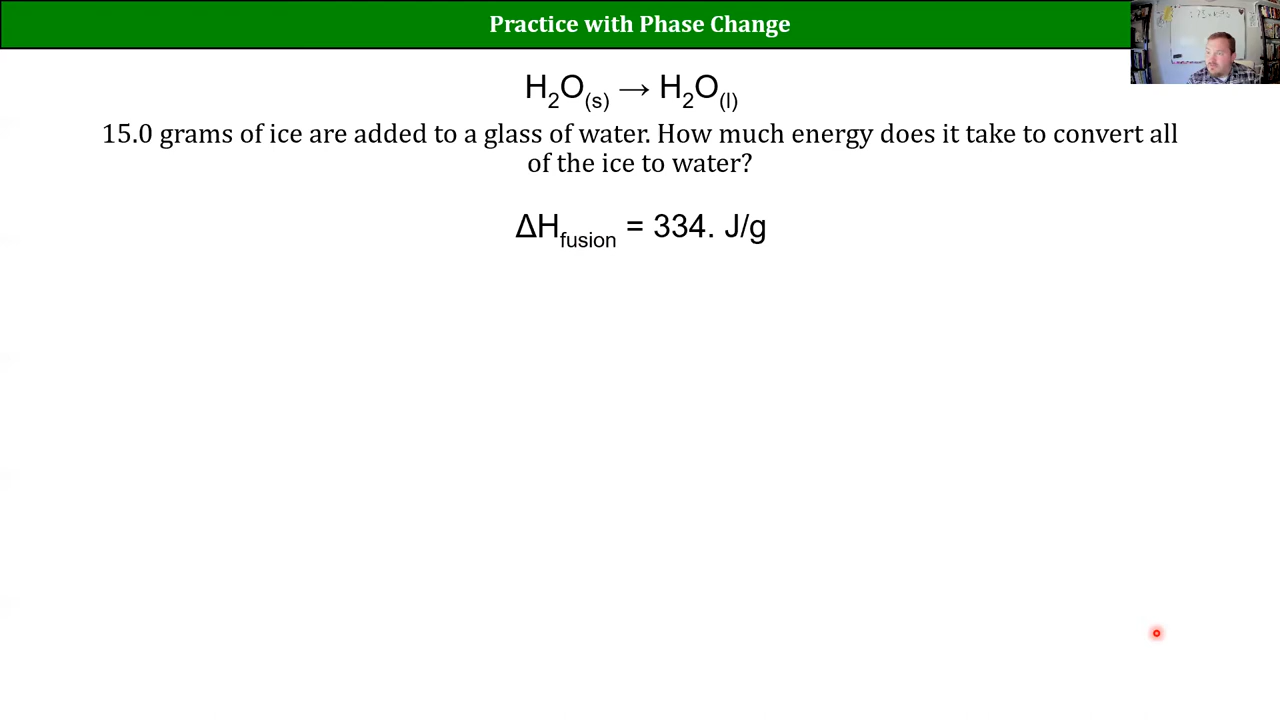 Practice with Phase Change
H₂O₍s₎ → H₂O₍l₎
15.0 grams of ice are added to a glass of water. How much energy does it take to convert all
of the ice to water?
ΔHfusion = 334. J/g